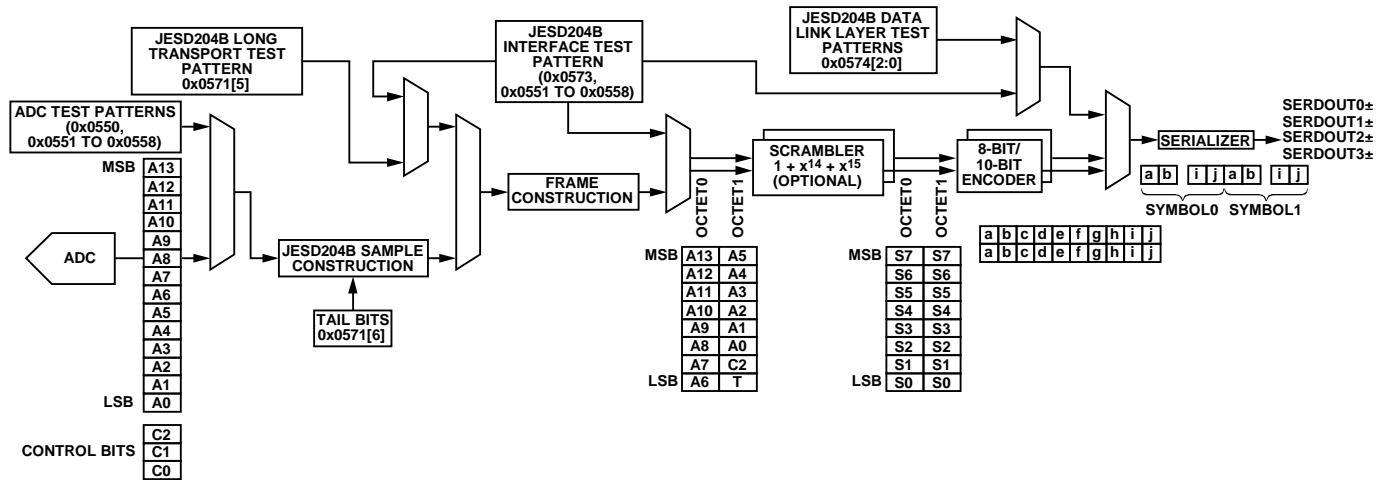 JESD204B LONG
TRANSPORT TEST
PATTERN
0x0571[5]
JESD204B
INTERFACE TEST
PATTERN
(0x0573,
0x0551 TO 0x0558)
JESD204B DATA
LINK LAYER TEST
PATTERNS
0x0574[2:0]
ADC TEST PATTERNS
(0x0550,
0x0551 TO 0x0558)
MSB
A13
A12
A11
A10
A9
A8
A7
A6
A5
A4
A3
A2
A1
LSB
A0
CONTROL BITS
C2
C1
C0
ADC
JESD204B SAMPLE
CONSTRUCTION
TAIL BITS
0x0571[6]
FRAME
CONSTRUCTION
OCTET0
OCTET1
MSB A13 A5
A12 A4
A11 A3
A10 A2
A9 A1
A8 A0
A7 C2
LSB A6 T
SCRAMBLER
1 + x14 + x15
(OPTIONAL)
OCTET0
OCTET1
MSB S7 S7
S6 S6
S5 S5
S4 S4
S3 S3
S2 S2
S1 S1
LSB S0 S0
8-BIT/
10-BIT
ENCODER
a b c d e f g h i j
a b c d e f g h i j
SERIALIZER
SERDOUT0±
SERDOUT1±
SERDOUT2±
SERDOUT3±
a b i j a b i j
SYMBOL0 SYMBOL1